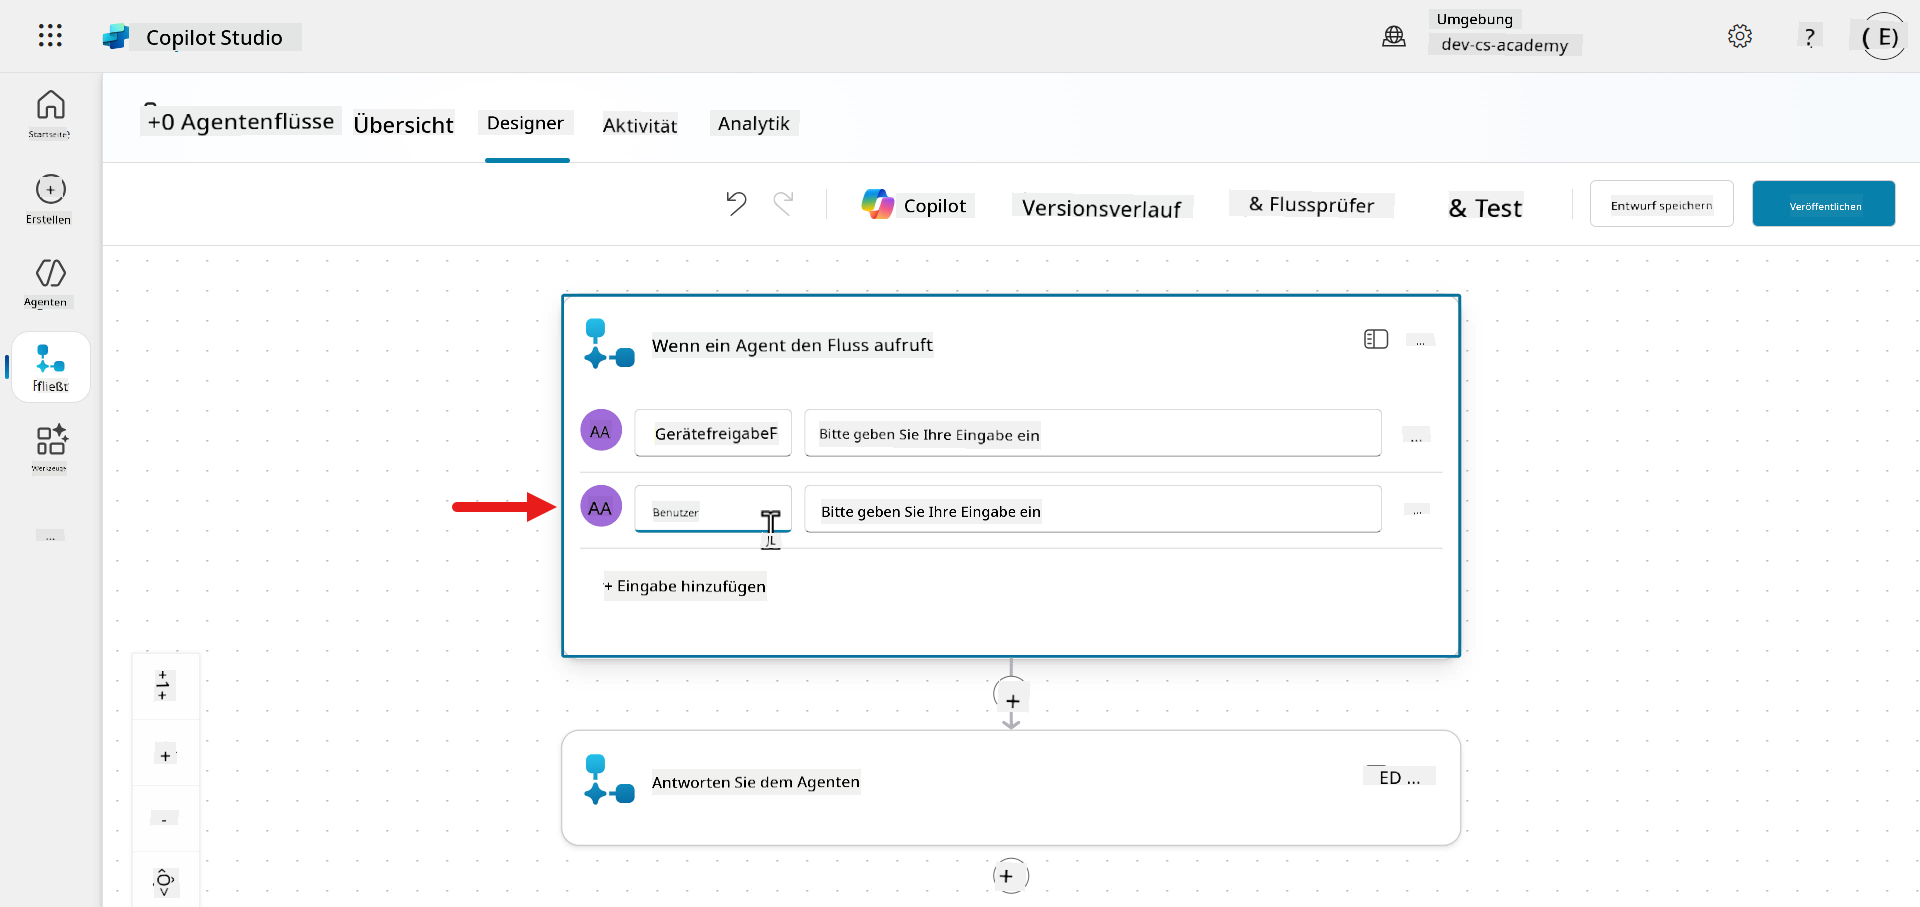 Copilot Studio
Umgebung
dev-cs-academy
?
( E)
Startseite?
Erstellen
Agenten
Ffließt
Werkzeuge
...
+0 Agentenflüsse
Übersicht
Designer
Aktivität
Analytik
Copilot
Versionsverlauf
& Flussprüfer
& Test
Entwurf speichern
Veröffentlichen
Wenn ein Agent den Fluss aufruft
...
AA
GerätefreigabeF
Bitte geben Sie Ihre Eingabe ein
...
AA
Benutzer
Bitte geben Sie Ihre Eingabe ein
...
+ Eingabe hinzufügen
+
Antworten Sie dem Agenten
ED ...
+
+
-